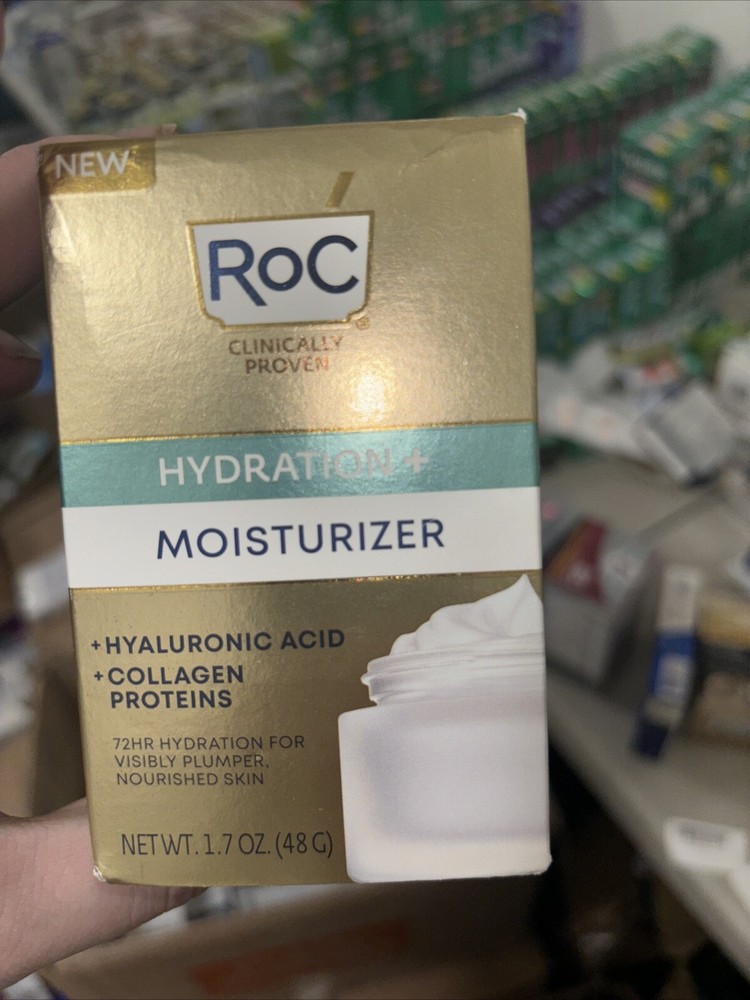 NEW
RoC
®
CLINICALLY
PROVEN
HYDRATION+
MOISTURIZER
+HYALURONIC ACID
+COLLAGEN
PROTEINS
72HR HYDRATION FOR
VISIBLY PLUMPER,
NOURISHED SKIN
NET WT. 1.7 OZ. (48 G)